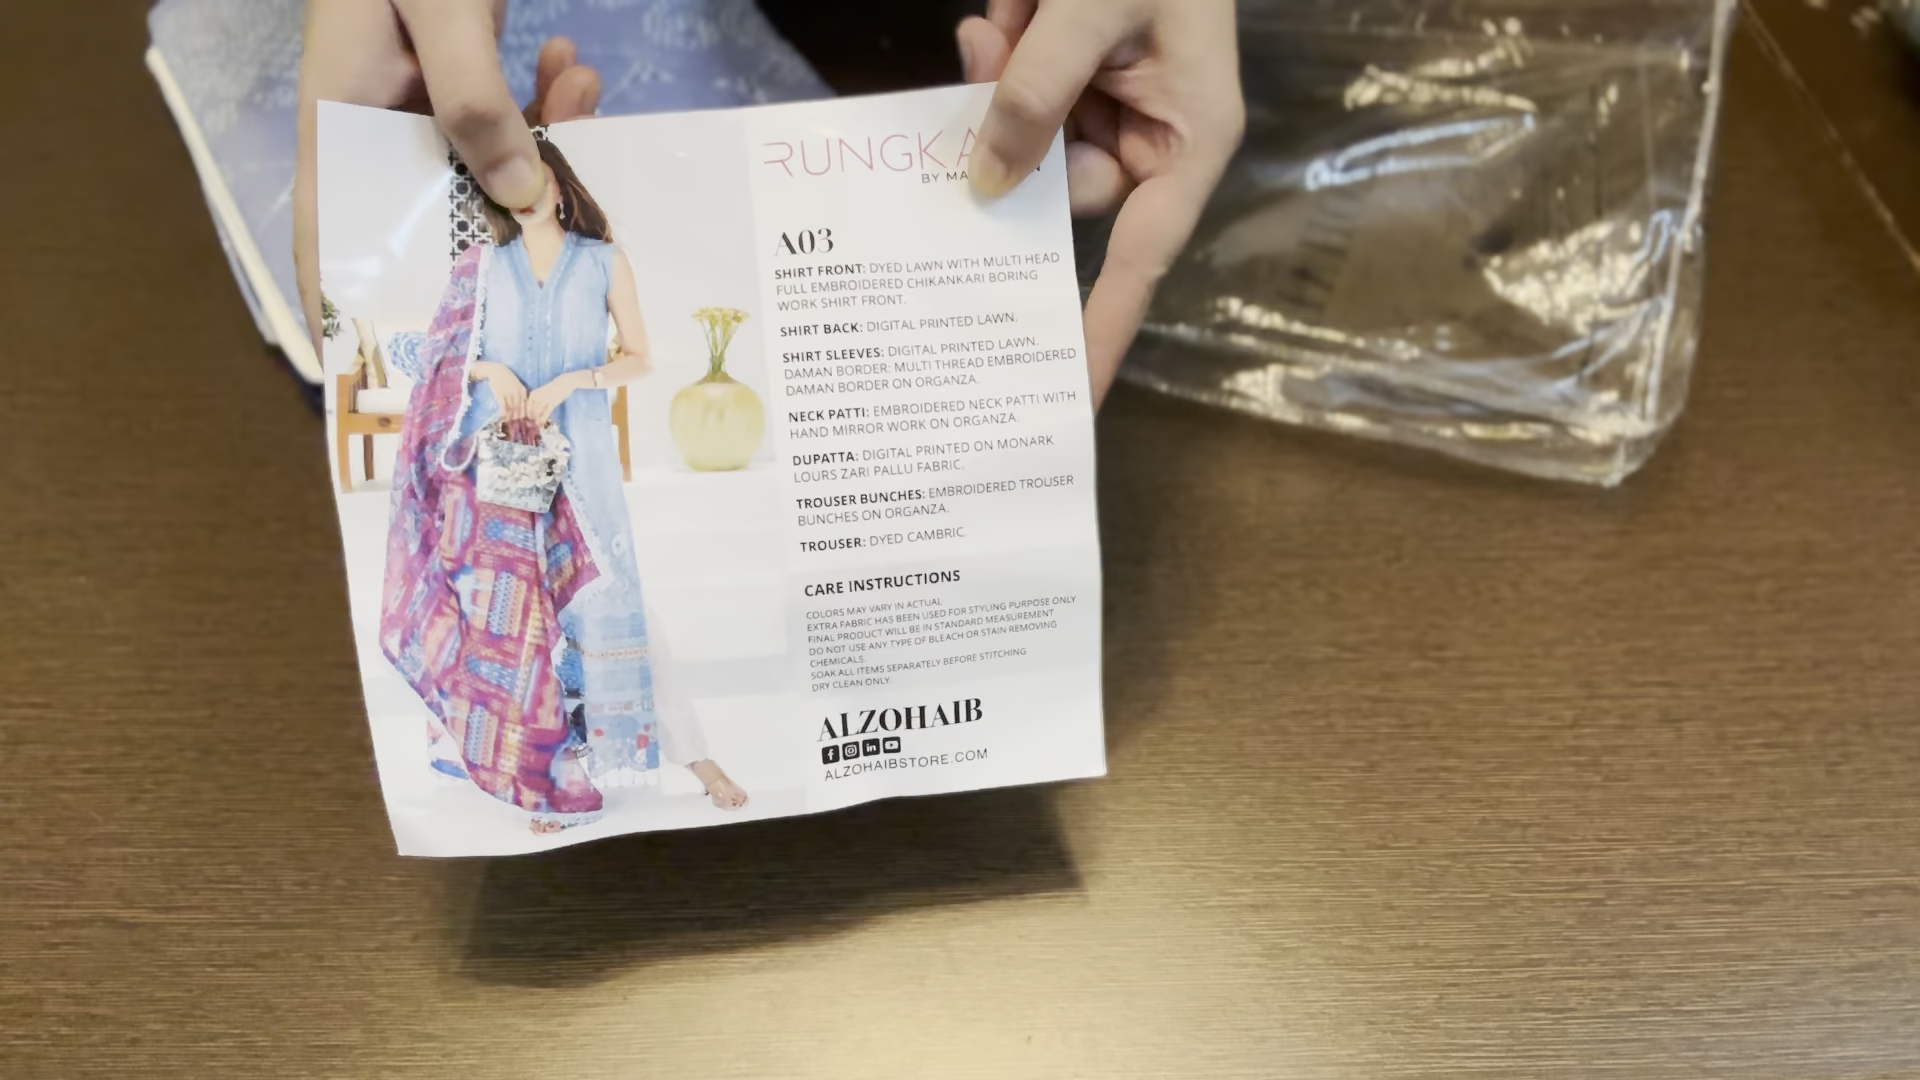 RUNGKA
BY MA
A03
SHIRT FRONT: DYED LAWN WITH MULTI HEAD
FULL EMBROIDERED CHIKANKARI BORING
WORK SHIRT FRONT.
SHIRT BACK: DIGITAL PRINTED LAWN.
SHIRT SLEEVES: DIGITAL PRINTED LAWN.
DAMAN BORDER: MULTI THREAD EMBROIDERED
DAMAN BORDER ON ORGANZA.
NECK PATTI: EMBROIDERED NECK PATTI WITH
HAND MIRROR WORK ON ORGANZA.
DUPATTA: DIGITAL PRINTED ON MONARK
LOURS ZARI PALLU FABRIC.
TROUSER BUNCHES: EMBROIDERED TROUSER
BUNCHES ON ORGANZA.
TROUSER: DYED CAMBRIC.
CARE INSTRUCTIONS
COLORS MAY VARY IN ACTUAL
EXTRA FABRIC HAS BEEN USED FOR STYLING PURPOSE ONLY
FINAL PRODUCT WILL BE IN STANDARD MEASUREMENT
DO NOT USE ANY TYPE OF BLEACH OR STAIN REMOVING
CHEMICALS.
SOAK ALL ITEMS SEPARATELY BEFORE STITCHING
DRY CLEAN ONLY.
ALZOHAIB
ALZOHAIBSTORE.COM